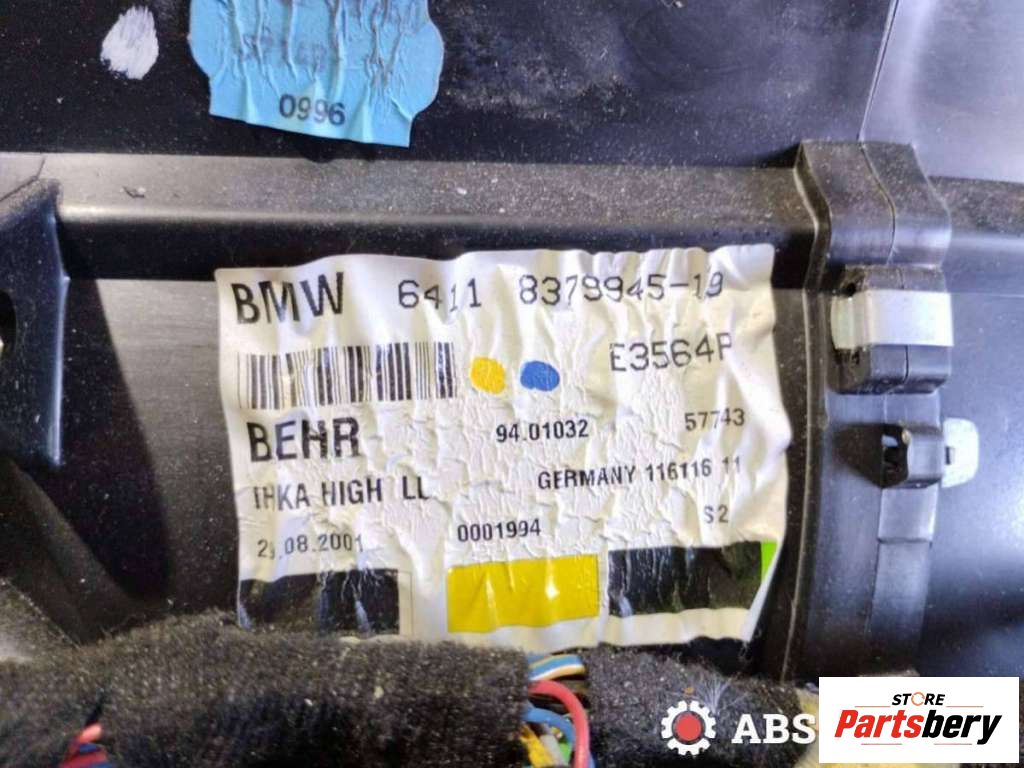 0996
BMW 6411 8379945-19
E3564P
BEHR 94.01032 57743
IHKA HIGH LL GERMANY 116116 11
.08.2001 0001994 S2
ABS
STORE
Partsbery